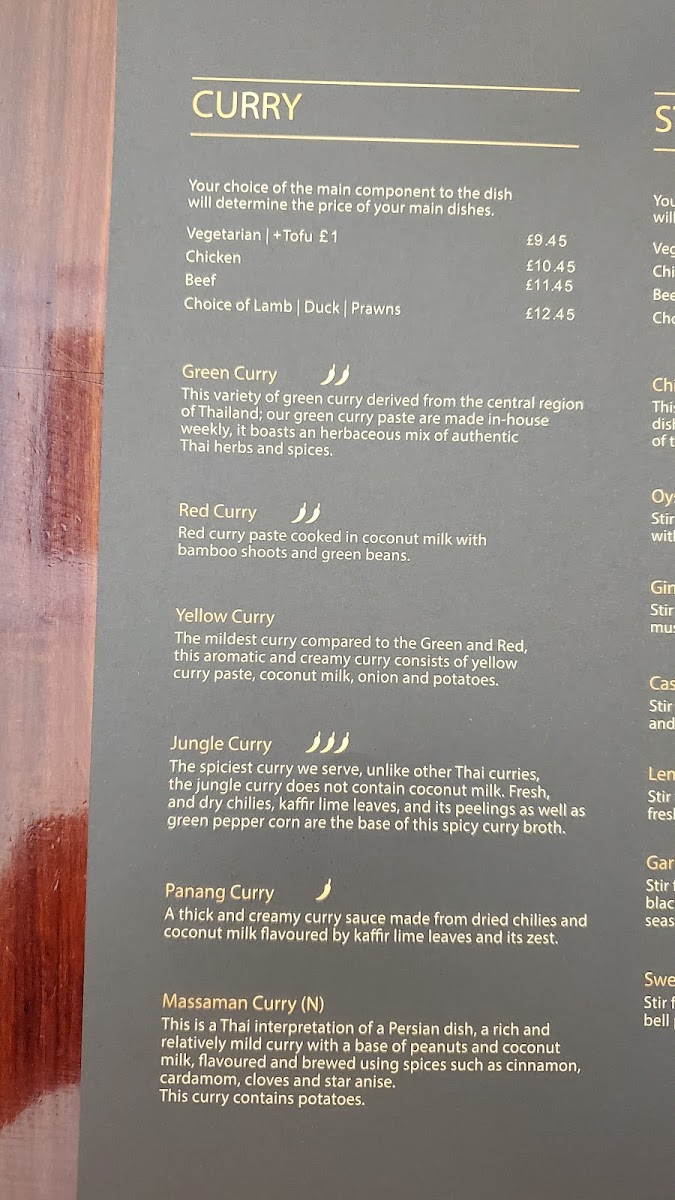 CURRY
Your choice of the main component to the dish
will determine the price of your main dishes.
Vegetarian | +Tofu £1 £9.45
Chicken £10.45
Beef £11.45
Choice of Lamb | Duck | Prawns £12.45
Green Curry
This variety of green curry derived from the central region
of Thailand; our green curry paste are made in-house
weekly, it boasts an herbaceous mix of authentic
Thai herbs and spices.
Red Curry
Red curry paste cooked in coconut milk with
bamboo shoots and green beans.
Yellow Curry
The mildest curry compared to the Green and Red,
this aromatic and creamy curry consists of yellow
curry paste, coconut milk, onion and potatoes.
Jungle Curry
The spiciest curry we serve, unlike other Thai curries,
the jungle curry does not contain coconut milk. Fresh,
and dry chilies, kaffir lime leaves, and its peelings as well as
green pepper corn are the base of this spicy curry broth.
Panang Curry
A thick and creamy curry sauce made from dried chilies and
coconut milk flavoured by kaffir lime leaves and its zest.
Massaman Curry (N)
This is a Thai interpretation of a Persian dish, a rich and
relatively mild curry with a base of peanuts and coconut
milk, flavoured and brewed using spices such as cinnamon,
cardamom, cloves and star anise.
This curry contains potatoes.
Stir
Stir
Stir
and
Stir
Stir
Stir
bell
of